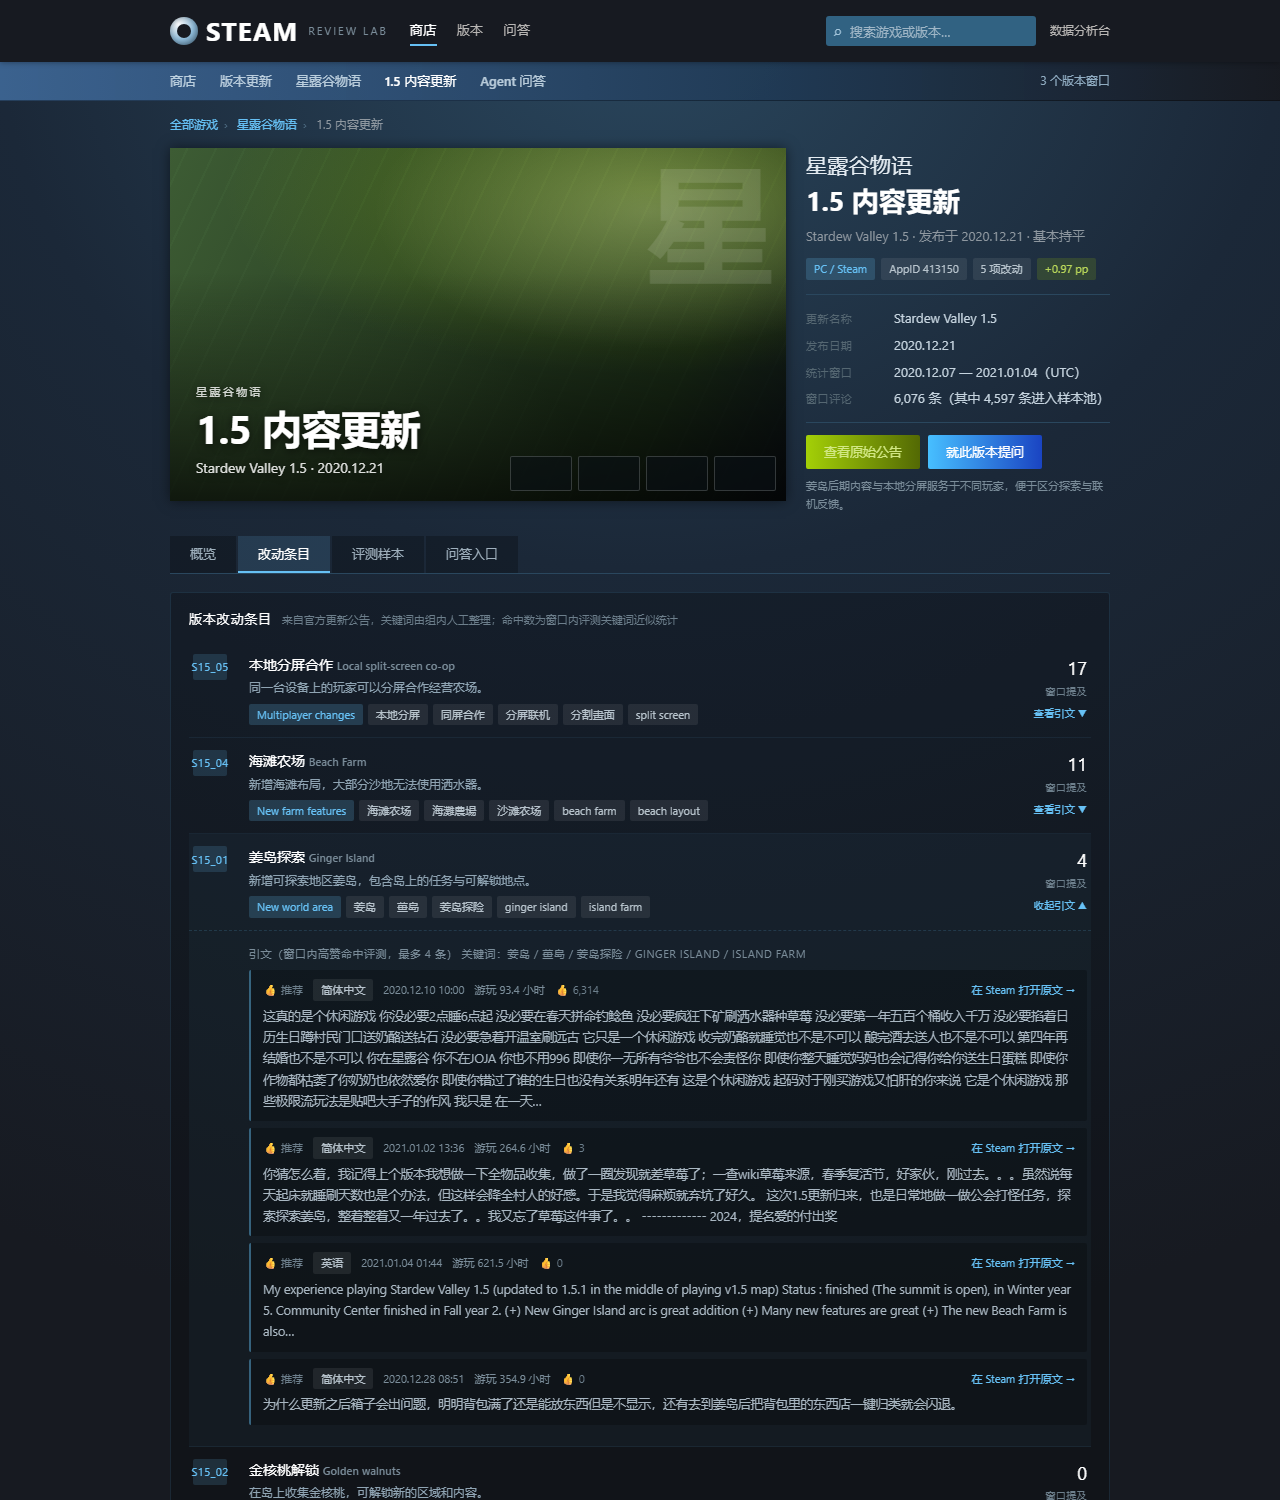 STEAM REVIEW LAB 商店 版本 问答 搜索游戏或版本... 数据分析台
商店 版本更新 星露谷物语 1.5 内容更新 Agent 问答 3 个版本窗口
全部游戏 › 星露谷物语 › 1.5 内容更新
星
星露谷物语
1.5 内容更新
Stardew Valley 1.5 · 2020.12.21
星露谷物语
1.5 内容更新
Stardew Valley 1.5 · 发布于 2020.12.21 · 基本持平
PC / Steam AppID 413150 5 项改动 +0.97 pp
更新名称 Stardew Valley 1.5
发布日期 2020.12.21
统计窗口 2020.12.07 — 2021.01.04（UTC）
窗口评论 6,076 条（其中 4,597 条进入样本池）
查看原始公告 就此版本提问
姜岛后期内容与本地分屏服务于不同玩家，便于区分探索与联
机反馈。
概览 改动条目 评测样本 问答入口
版本改动条目 来自官方更新公告，关键词由组内人工整理；命中数为窗口内评测关键词近似统计
S15_05 本地分屏合作 Local split-screen co-op 17
同一台设备上的玩家可以分屏合作经营农场。 窗口提及
Multiplayer changes 本地分屏 同屏合作 分屏联机 分割画面 split screen 查看引文 ▼
S15_04 海滩农场 Beach Farm 11
新增海滩布局，大部分沙地无法使用洒水器。 窗口提及
New farm features 海滩农场 海灘農場 沙滩农场 beach farm beach layout 查看引文 ▼
S15_01 姜岛探索 Ginger Island 4
新增可探索地区姜岛，包含岛上的任务与可解锁地点。 窗口提及
New world area 姜岛 薑島 姜岛探险 ginger island island farm 收起引文 ▲
引文（窗口内高赞命中评测，最多 4 条） 关键词：姜岛 / 薑島 / 姜岛探险 / GINGER ISLAND / ISLAND FARM
👍 推荐 简体中文 2020.12.10 10:00 游玩 93.4 小时 👍 6,314 在 Steam 打开原文 →
这真的是个休闲游戏 你没必要2点睡6点起 没必要在春天拼命钓鲶鱼 没必要疯狂下矿刷洒水器种草莓 没必要第一年五百个桶收入千万 没必要掐着日
历生日蹲村民门口送奶酪送钻石 没必要急着开温室刷远古 它只是一个休闲游戏 收完奶酪就睡觉也不是不可以 酿完酒去送人也不是不可以 第四年再
结婚也不是不可以 你在星露谷 你不在JOJA 你也不用996 即使你一无所有爷爷也不会责怪你 即使你整天睡觉妈妈也会记得你给你送生日蛋糕 即使你
作物都枯萎了你奶奶也依然爱你 即使你错过了谁的生日也没有关系明年还有 这是个休闲游戏 起码对于刚买游戏又怕肝的你来说 它是个休闲游戏 那
些极限流玩法是贴吧大手子的作风 我只是 在一天...
👍 推荐 简体中文 2021.01.02 13:36 游玩 264.6 小时 👍 3 在 Steam 打开原文 →
你猜怎么着，我记得上个版本我想做一下全物品收集，做了一圈发现就差草莓了；一查wiki草莓来源，春季复活节，好家伙，刚过去。。。虽然说每
天起床就睡刷天数也是个办法，但这样会降全村人的好感。于是我觉得麻烦就弃坑了好久。 这次1.5更新归来，也是日常地做一做公会打怪任务，探
索探索姜岛，整着整着又一年过去了。。我又忘了草莓这件事了。。 ------------- 2024，提名爱的付出奖
👍 推荐 英语 2021.01.04 01:44 游玩 621.5 小时 👍 0 在 Steam 打开原文 →
My experience playing Stardew Valley 1.5 (updated to 1.5.1 in the middle of playing v1.5 map) Status : finished (The summit is open), in Winter year
5. Community Center finished in Fall year 2. (+) New Ginger Island arc is great addition (+) Many new features are great (+) The new Beach Farm is
also...
👍 推荐 简体中文 2020.12.28 08:51 游玩 354.9 小时 👍 0 在 Steam 打开原文 →
为什么更新之后箱子会出问题，明明背包满了还是能放东西但是不显示，还有去到姜岛后把背包里的东西店一键归类就会闪退。
S15_02 金核桃解锁 Golden walnuts 0
在岛上收集金核桃，可解锁新的区域和内容。 窗口提及